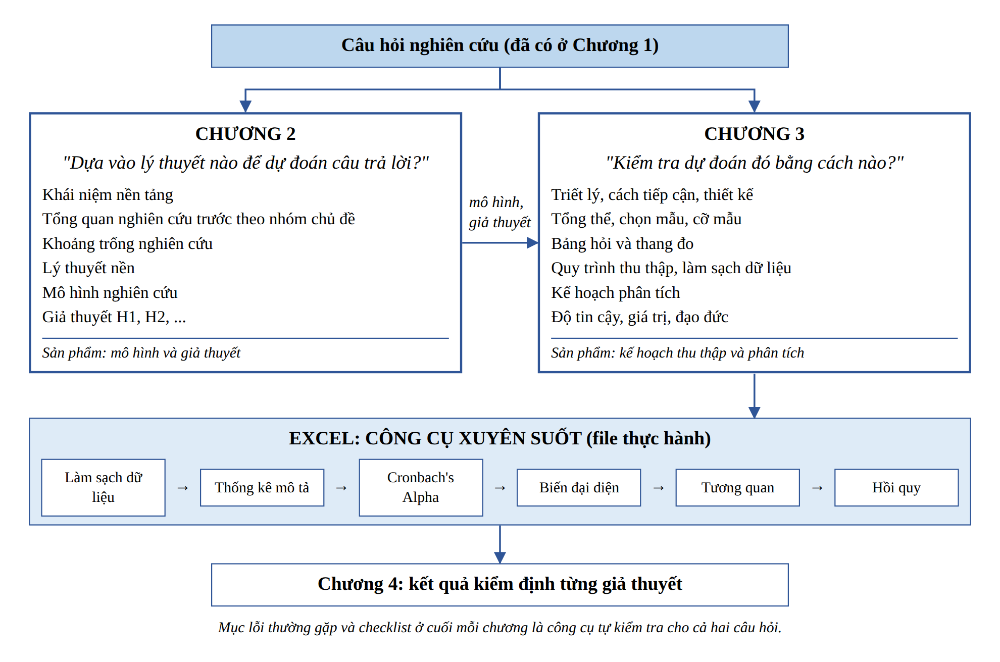 Câu hỏi nghiên cứu (đã có ở Chương 1)
CHƯƠNG 2
"Dựa vào lý thuyết nào để dự đoán câu trả lời?"
Khái niệm nền tảng
Tổng quan nghiên cứu trước theo nhóm chủ đề
Khoảng trống nghiên cứu
Lý thuyết nền
Mô hình nghiên cứu
Giả thuyết H1, H2, ...
Sản phẩm: mô hình và giả thuyết
mô hình,
giả thuyết
CHƯƠNG 3
"Kiểm tra dự đoán đó bằng cách nào?"
Triết lý, cách tiếp cận, thiết kế
Tổng thể, chọn mẫu, cỡ mẫu
Bảng hỏi và thang đo
Quy trình thu thập, làm sạch dữ liệu
Kế hoạch phân tích
Độ tin cậy, giá trị, đạo đức
Sản phẩm: kế hoạch thu thập và phân tích
EXCEL: CÔNG CỤ XUYÊN SUỐT (file thực hành)
Làm sạch dữ
liệu
→
Thống kê mô tả
→
Cronbach's
Alpha
→
Biến đại diện
→
Tương quan
→
Hồi quy
Chương 4: kết quả kiểm định từng giả thuyết
Mục lỗi thường gặp và checklist ở cuối mỗi chương là công cụ tự kiểm tra cho cả hai câu hỏi.